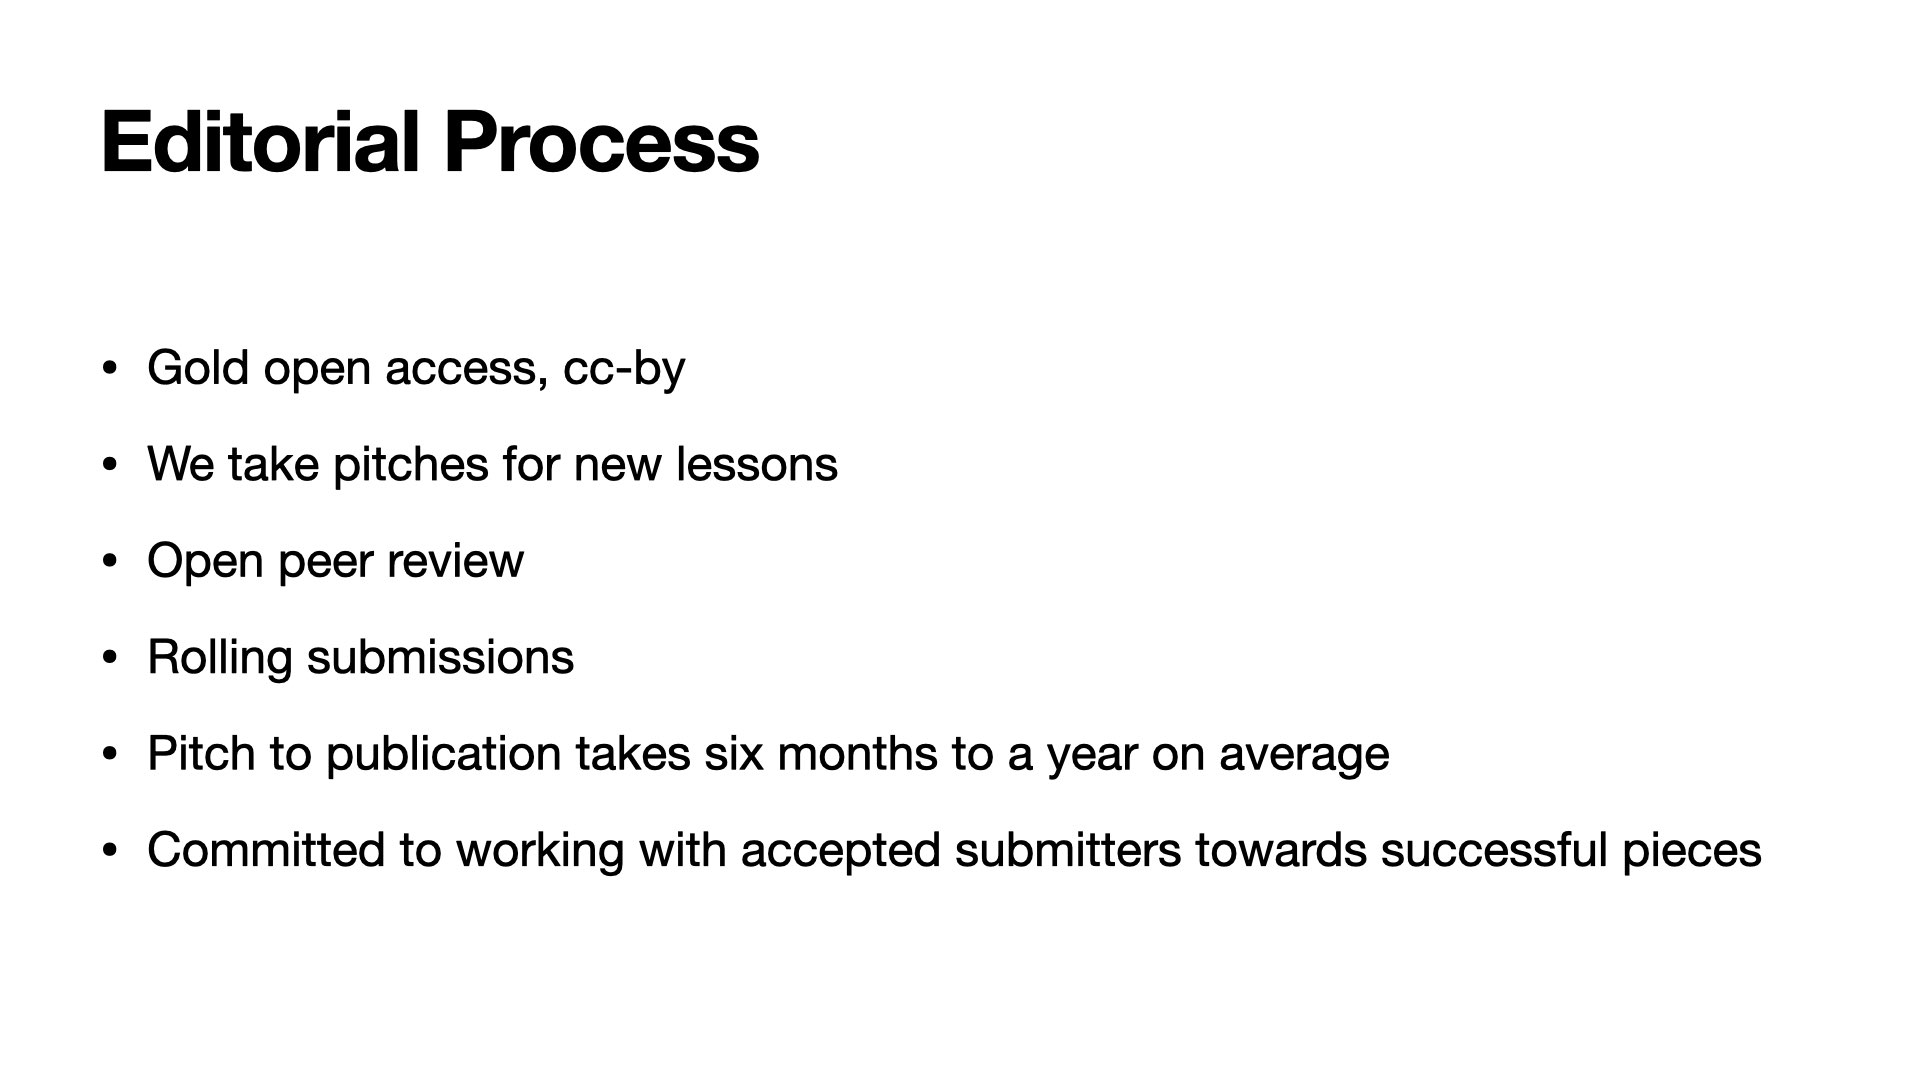 Editorial Process
• Gold open access, cc-by
• We take pitches for new lessons
• Open peer review
• Rolling submissions
• Pitch to publication takes six months to a year on average
• Committed to working with accepted submitters towards successful pieces